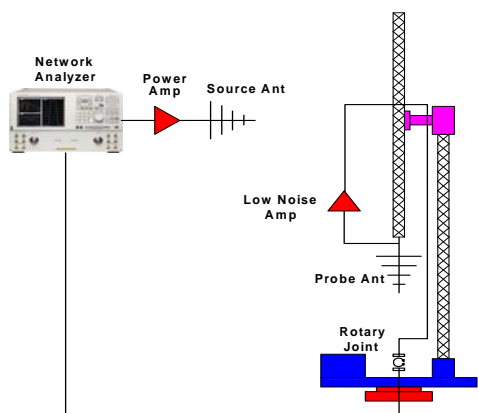 Network
Analyzer
Power
Amp
Source Ant
Low Noise
Amp
Probe Ant
Rotary
Joint